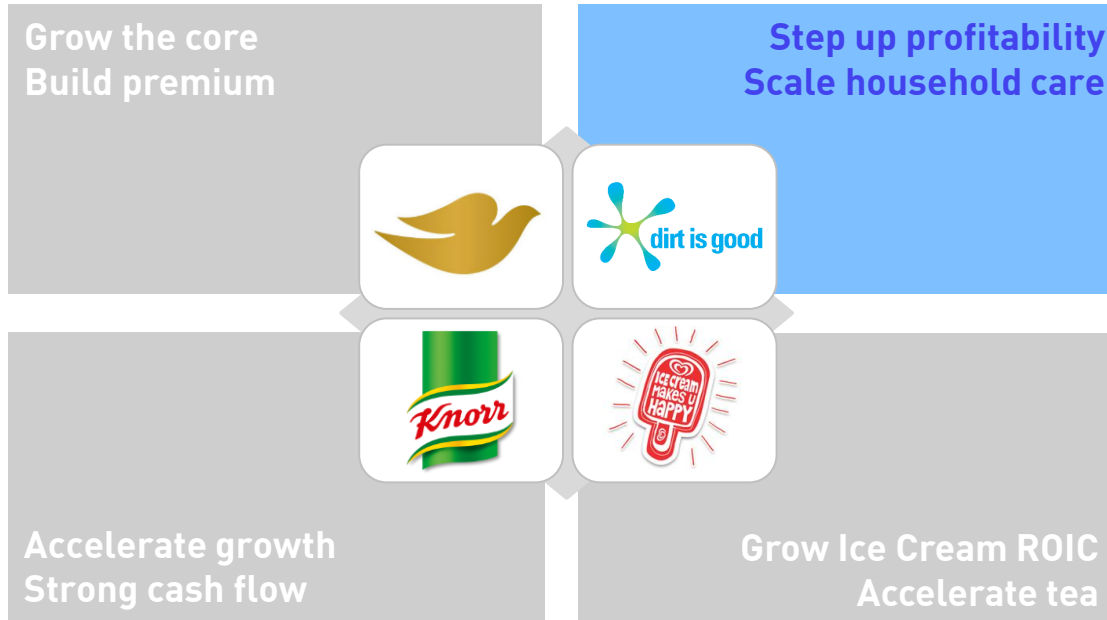 Grow the core
Build premium
Step up profitability
Scale household care
dirt is good
Knorr
ICE CREAM
MAKES U
HAPPY
Accelerate growth
Strong cash flow
Grow Ice Cream ROIC
Accelerate tea